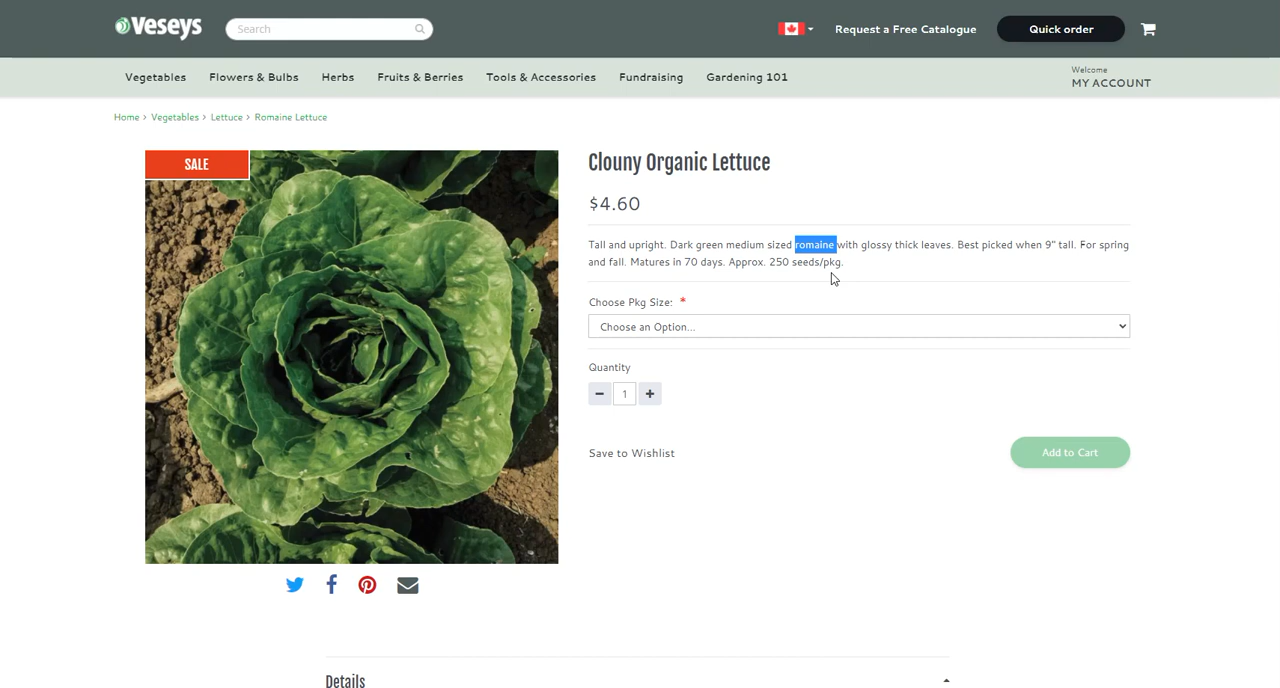 Veseys
Search
Request a Free Catalogue
Quick order
Vegetables
Flowers & Bulbs
Herbs
Fruits & Berries
Tools & Accessories
Fundraising
Gardening 101
Welcome
MY ACCOUNT
Home > Vegetables > Lettuce > Romaine Lettuce
SALE
Clouny Organic Lettuce
$4.60
Tall and upright. Dark green medium sized romaine with glossy thick leaves. Best picked when 9" tall. For spring
and fall. Matures in 70 days. Approx. 250 seeds/pkg.
Choose Pkg Size: *
Choose an Option...
Quantity
1
Save to Wishlist
Add to Cart
Details